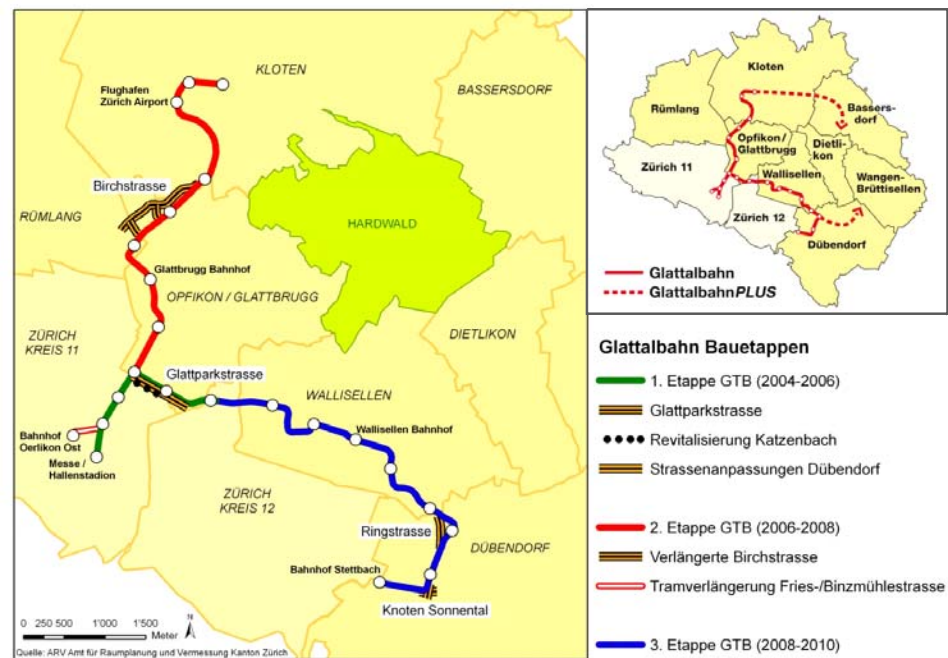 KLOTEN
Flughafen
Zürich Airport
BASSERSDORF
Birchstrasse
RÜMLANG
HARDWALD
Glattbrugg Bahnhof
OPFIKON / GLATTBRUGG
DIETLIKON
ZÜRICH
KREIS 11
Glattparkstrasse
WALLISELLEN
Wallisellen Bahnhof
Bahnhof
Oerlikon Ost
Messe /
Hallenstadion
ZÜRICH
KREIS 12
Ringstrasse
DÜBENDORF
Bahnhof Stettbach
Knoten Sonnental
N
0 250 500 1'000 1'500
Meter
Quelle: ARV Amt für Raumplanung und Vermessung Kanton Zürich
Kloten
Rümlang
Bassers-
dorf
Opfikon /
Glattbrugg
Dietli-
kon
Zürich 11
Wallisellen
Wangen-
Brüttisellen
Zürich 12
Dübendorf
Glattalbahn
GlattalbahnPLUS
Glattalbahn Bauetappen
1. Etappe GTB (2004-2006)
Glattparkstrasse
Revitalisierung Katzenbach
Strassenanpassungen Dübendorf
2. Etappe GTB (2006-2008)
Verlängerte Birchstrasse
Tramverlängerung Fries-/Binzmühlestrasse
3. Etappe GTB (2008-2010)